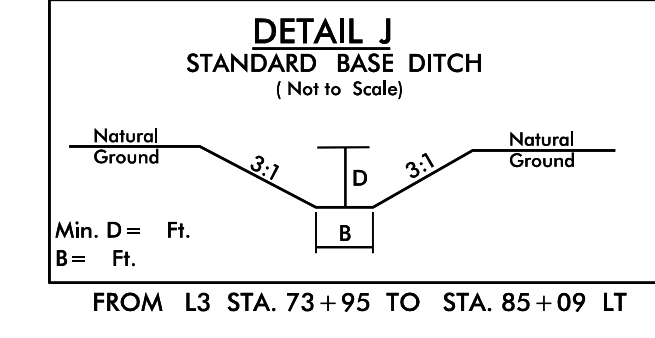 DETAIL J
STANDARD BASE DITCH
( Not to Scale)
Natural
Ground
3:1
D
3:1
Natural
Ground
B
Min. D = Ft.
B = Ft.
FROM L3 STA. 73+95 TO STA. 85+09 LT